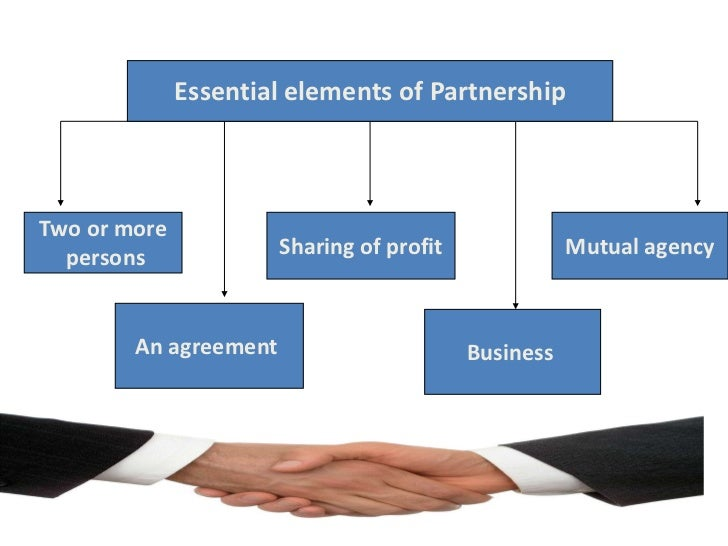 Essential elements of Partnership
Two or more
persons
Sharing of profit
Mutual agency
An agreement
Business